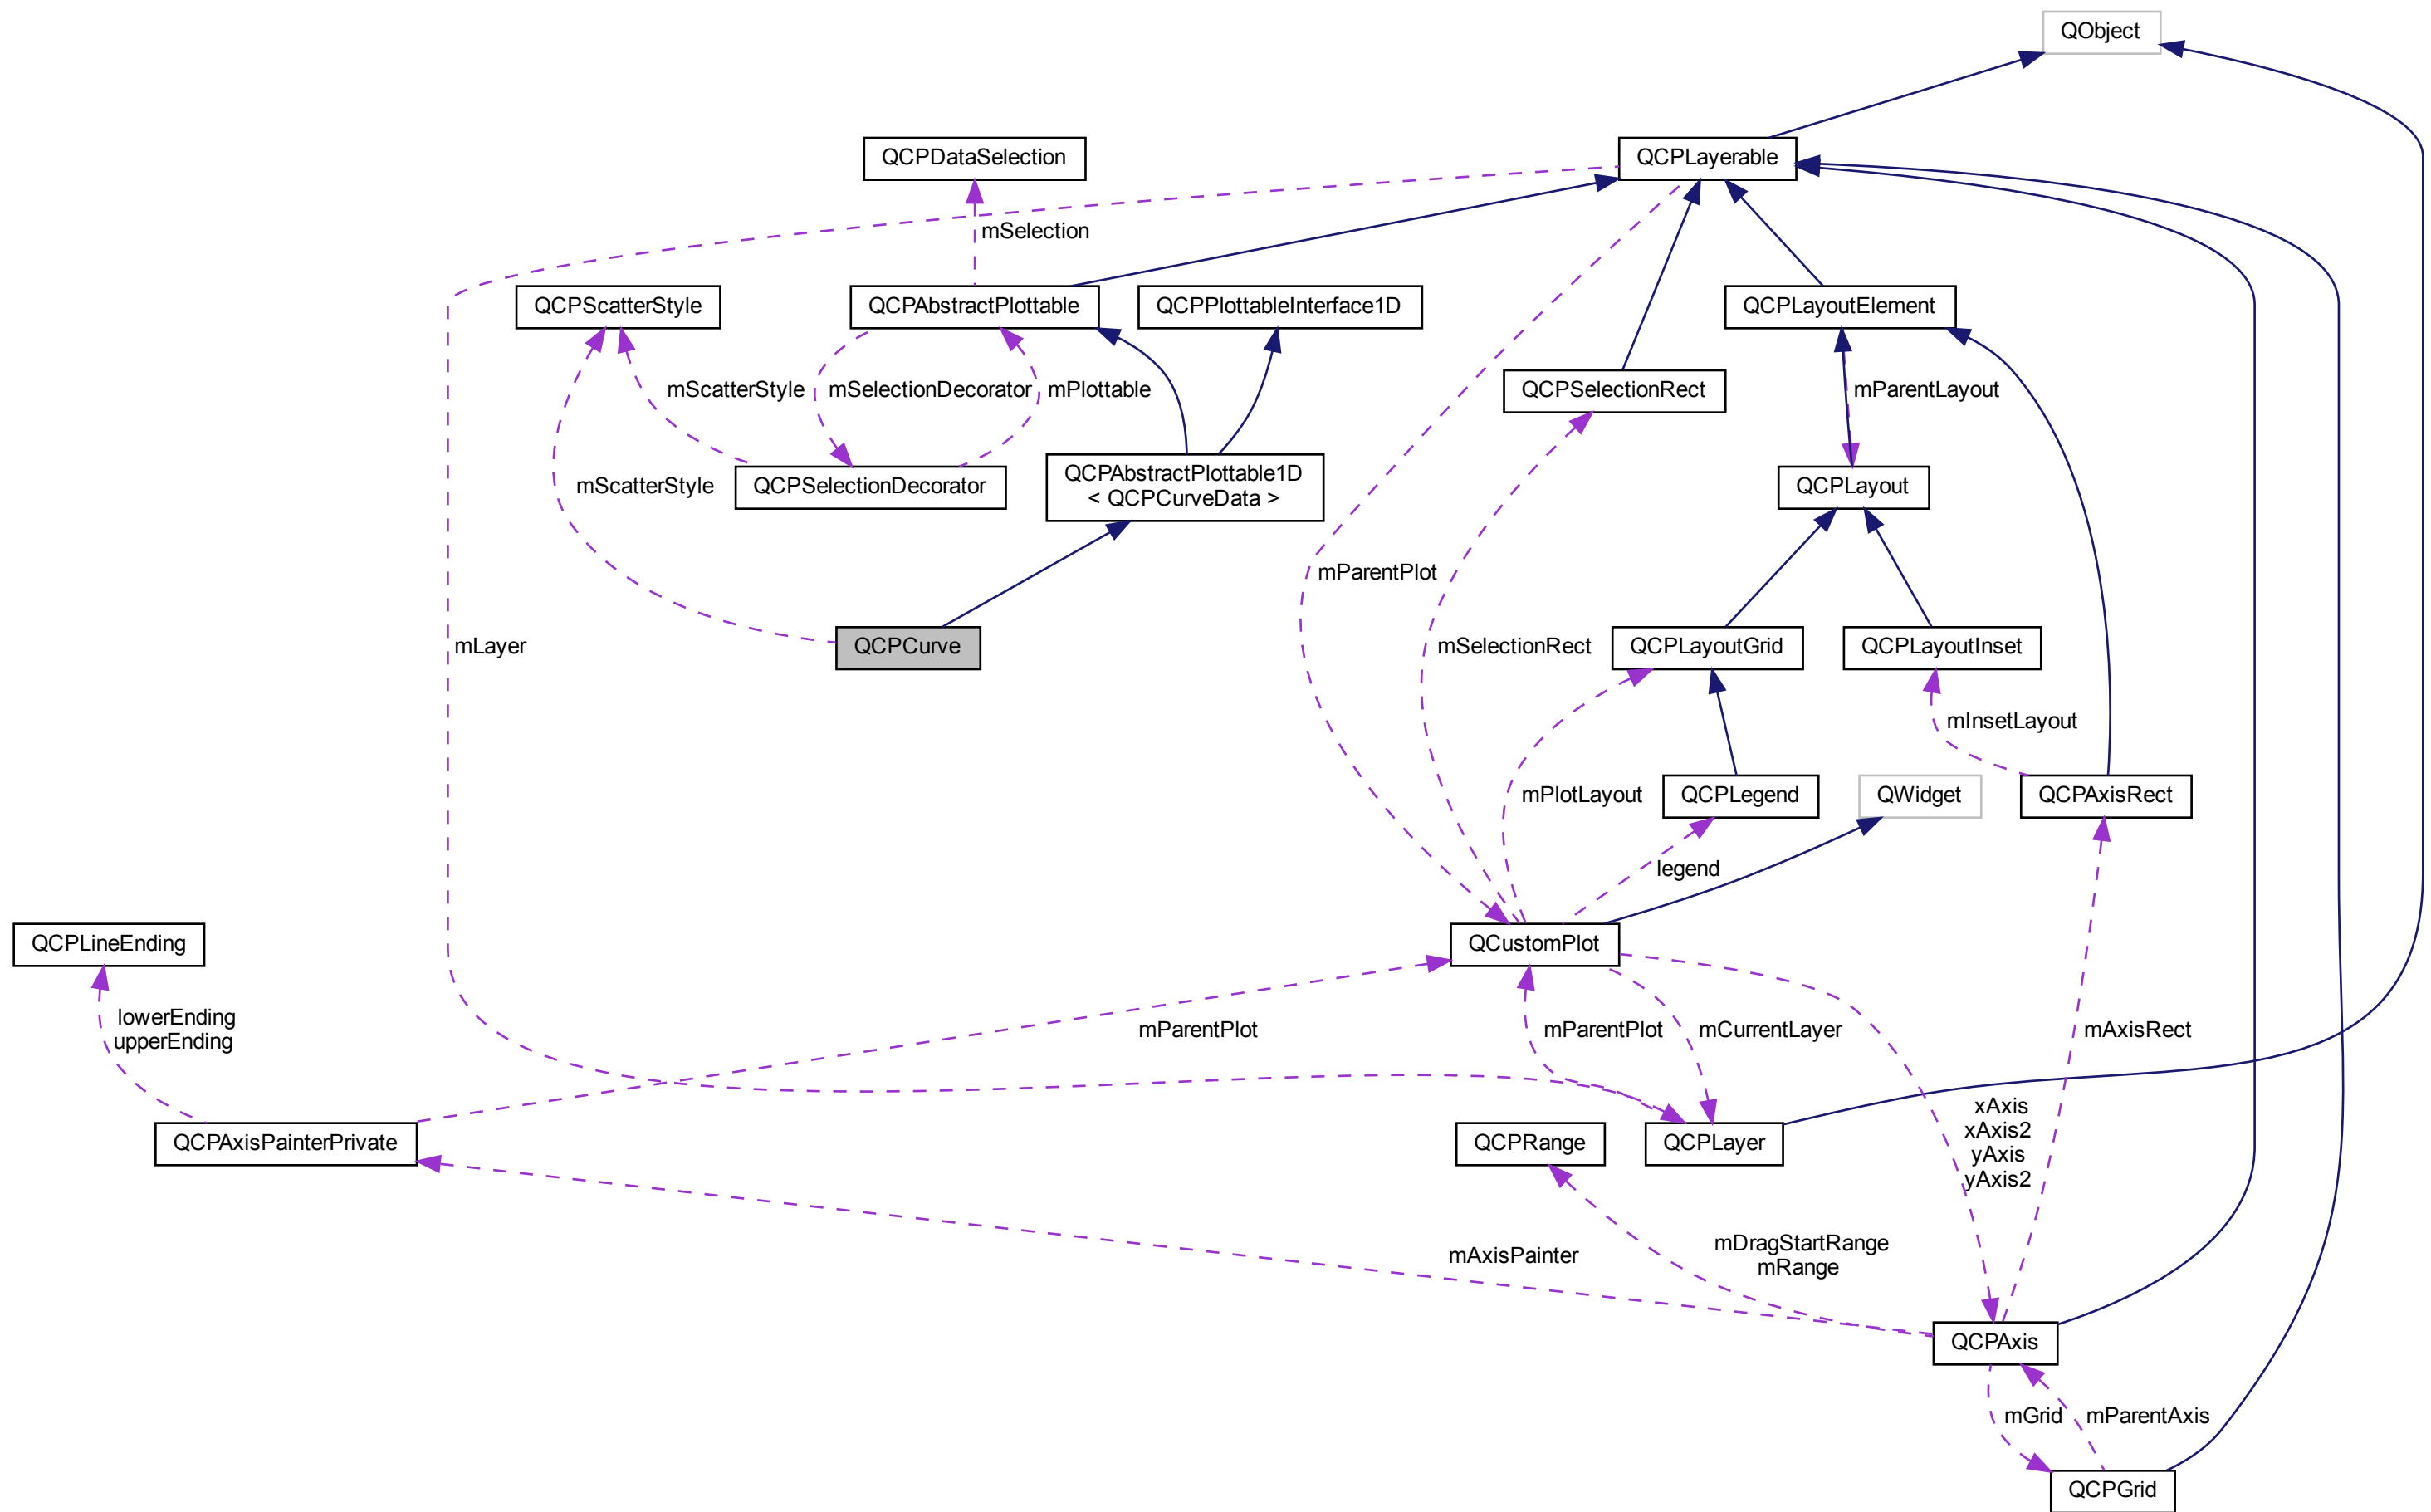 QObject
QCPDataSelection
QCPLayerable
mSelection
QCPScatterStyle
QCPAbstractPlottable
QCPPlottableInterface1D
QCPLayoutElement
mScatterStyle
mSelectionDecorator
mPlottable
QCPSelectionRect
mParentLayout
mScatterStyle
QCPSelectionDecorator
QCPAbstractPlottable1D
< QCPCurveData >
QCPLayout
mParentPlot
mLayer
QCPCurve
mSelectionRect
QCPLayoutGrid
QCPLayoutInset
mInsetLayout
mPlotLayout
QCPLegend
QWidget
QCPAxisRect
legend
QCPLineEnding
QCustomPlot
lowerEnding
upperEnding
mParentPlot
mParentPlot
mCurrentLayer
mAxisRect
QCPAxisPainterPrivate
QCPRange
QCPLayer
xAxis
xAxis2
yAxis
yAxis2
mAxisPainter
mDragStartRange
mRange
QCPAxis
mGrid
mParentAxis
QCPGrid